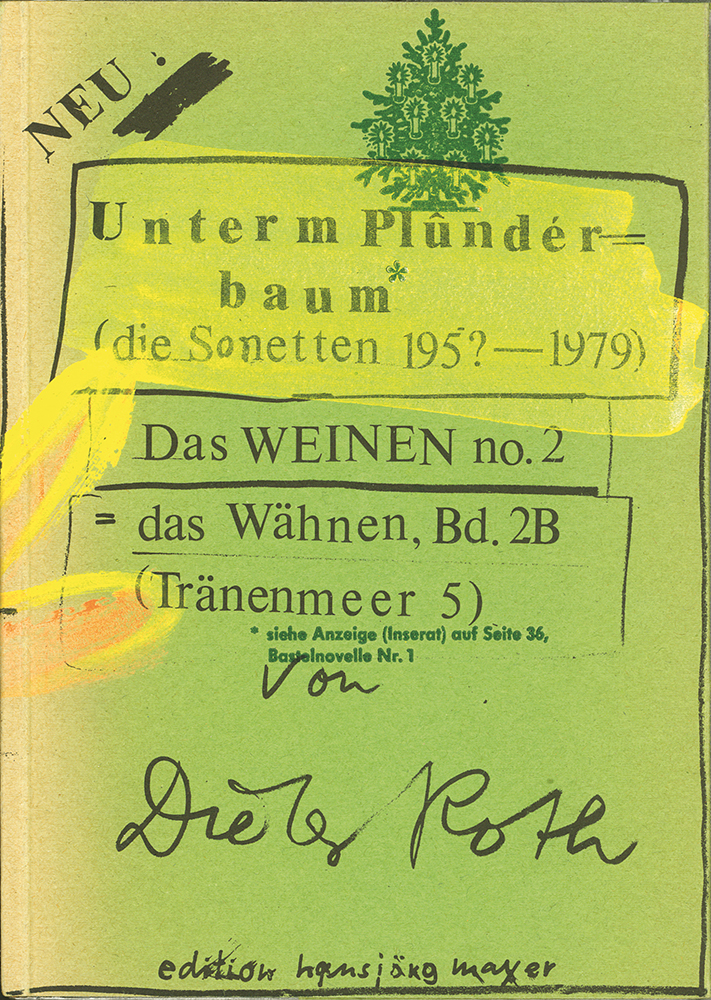 NEU!
Unterm Plûndér=
baum*
(die Sonetten 195?—1979)
Das WEINEN no. 2
= das Wähnen, Bd. 2B
(Tränenmeer 5)
* siehe Anzeige (Inserat) auf Seite 36,
Bastelnovelle Nr. 1
Von
Dieter Roth
edition hansjörg mayer